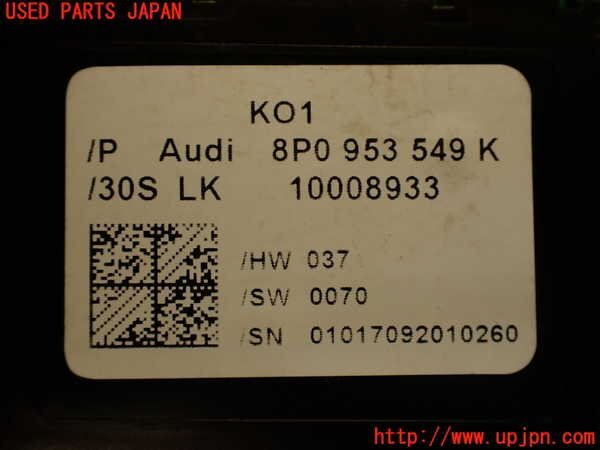 USED PARTS JAPAN
KO1
/P Audi 8P0 953 549 K
/30S LK 10008933
/HW 037
/SW 0070
/SN 01017092010260
http://www.upjpn.com/